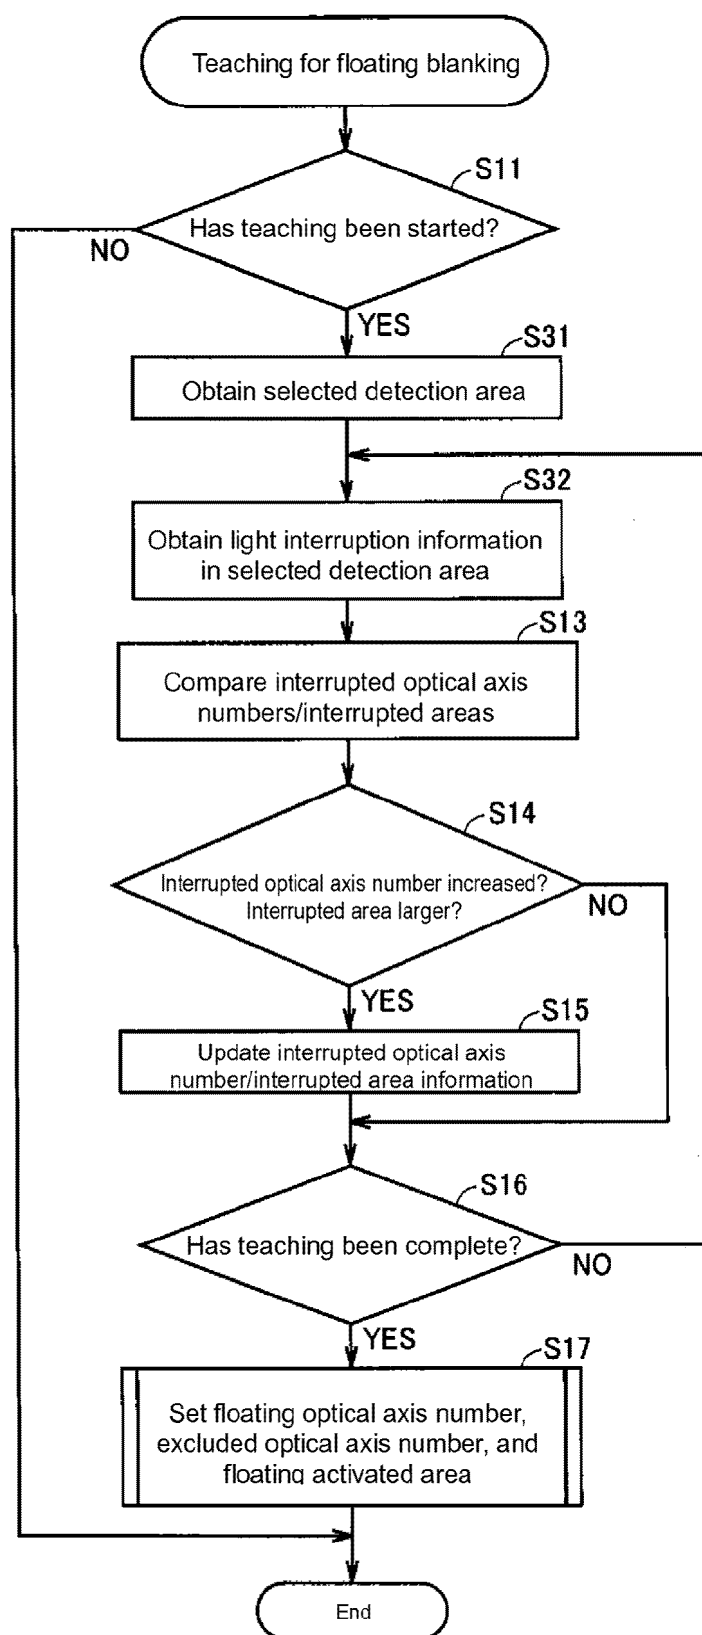 Teaching for floating blanking
S11
Has teaching been started?
NO
YES
S31
Obtain selected detection area
S32
Obtain light interruption information
in selected detection area
S13
Compare interrupted optical axis
numbers/interrupted areas
S14
Interrupted optical axis number increased?
Interrupted area larger?
NO
YES
S15
Update interrupted optical axis
number/interrupted area information
S16
Has teaching been complete?
NO
YES
S17
Set floating optical axis number,
excluded optical axis number, and
floating activated area
End